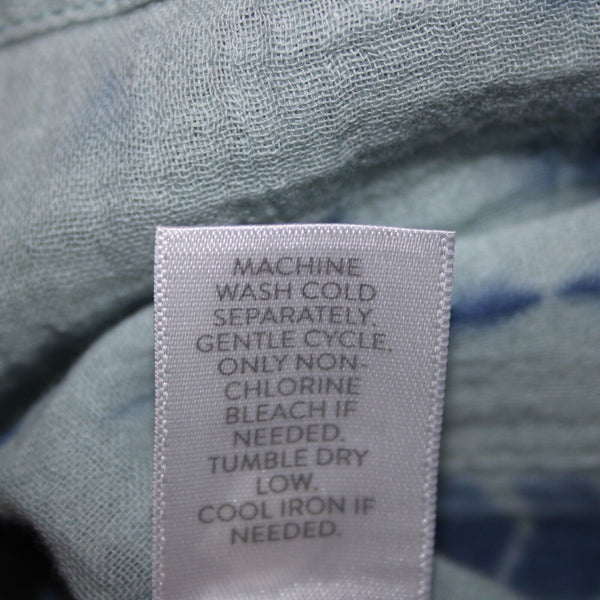 MACHINE
WASH COLD
SEPARATELY.
GENTLE CYCLE.
ONLY NON-
CHLORINE
BLEACH IF
NEEDED.
TUMBLE DRY
LOW.
COOL IRON IF
NEEDED.